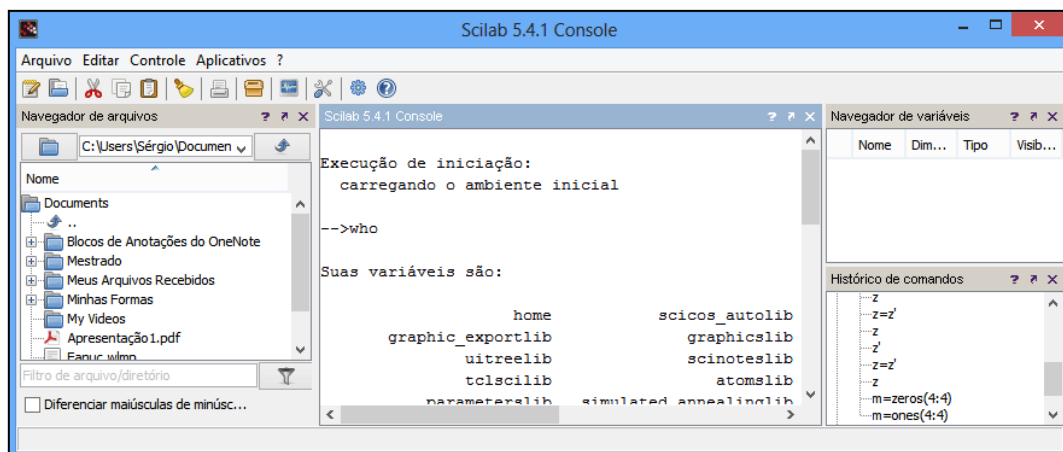 Scilab 5.4.1 Console
Arquivo Editar Controle Aplicativos ?
Navegador de arquivos
C:\Users\Sérgio\Documen
Nome
Documents
..
Blocos de Anotações do OneNote
Mestrado
Meus Arquivos Recebidos
Minhas Formas
My Videos
Apresentação1.pdf
Fanuc.wlmp
Filtro de arquivo/diretório
Diferenciar maiúsculas de minúsc...
Scilab 5.4.1 Console
Execução de iniciação:
carregando o ambiente inicial
-->who
Suas variáveis são:
home scicos_autolib
graphic_exportlib graphicslib
uitreelib scinoteslib
tclscilib atomslib
parameterslib simulated_annealinglib
Navegador de variáveis
Nome Dim... Tipo Visib...
Histórico de comandos
z
z=z'
z
z'
z=z'
z
m=zeros(4:4)
m=ones(4:4)